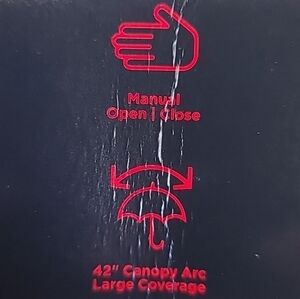 Manual
Open | Close
42" Canopy Arc
Large Coverage